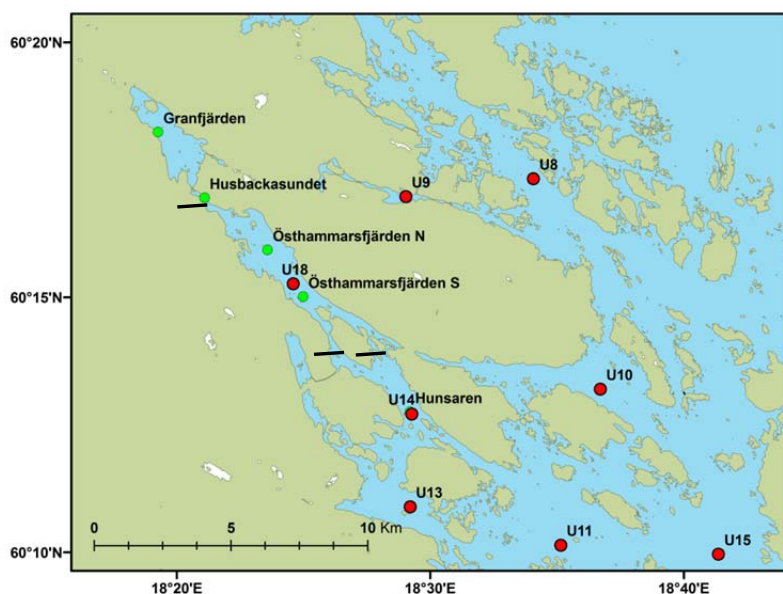 60°20'N
Granfjärden
U8
Husbackasundet
U9
Östhammarsfjärden N
U18
Östhammarsfjärden S
60°15'N
U10
U14 Hunsaren
U13
0 5 10 Km
U11
U15
60°10'N
18°20'E 18°30'E 18°40'E